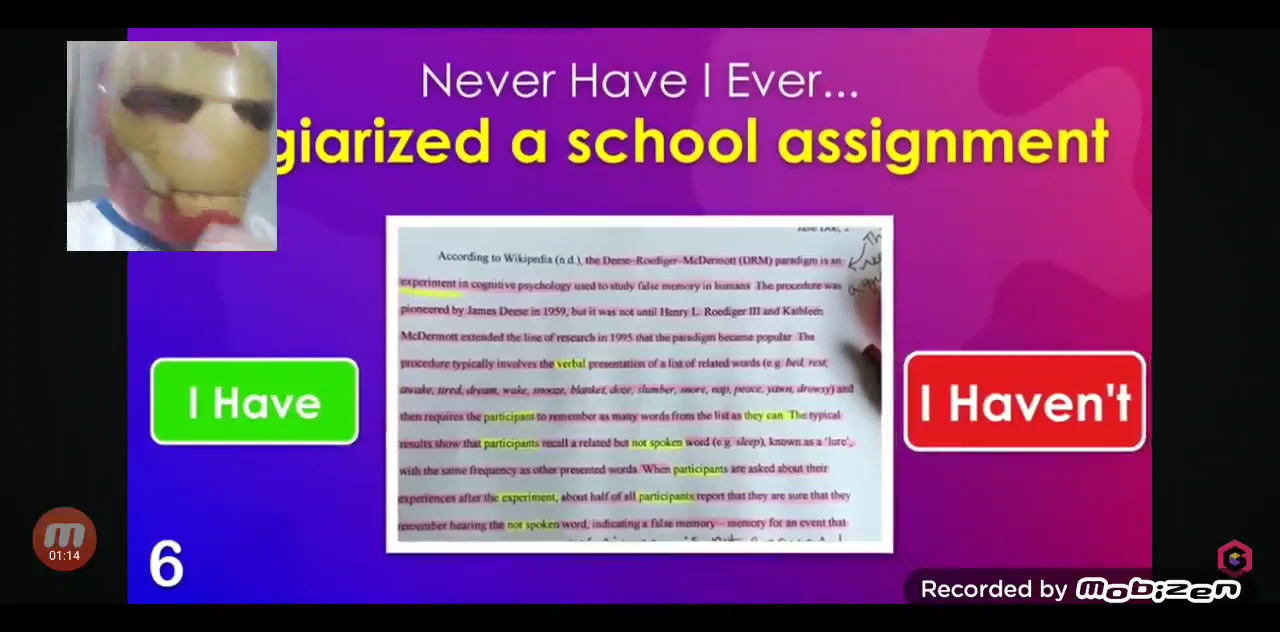 Never Have I Ever...
giarized a school assignment
According to Wikipedia (n.d.), the Deese–Roediger–McDermott (DRM) paradigm is an
experiment in cognitive psychology used to study false memory in humans. The procedure was
pioneered by James Deese in 1959, but it was not until Henry L. Roediger III and Kathleen
McDermott extended the line of research in 1995 that the paradigm became popular. The
procedure typically involves the verbal presentation of a list of related words (e.g. bed, rest,
awake, tired, dream, wake, snooze, blanket, doze, slumber, snore, nap, peace, yawn, drowsy) and
then requires the participant to remember as many words from the list as they can. The typical
results show that participants recall a related but not spoken word (e.g. sleep), known as a 'lure',
with the same frequency as other presented words. When participants are asked about their
experiences after the experiment, about half of all participants report that they are sure that they
remember hearing the not spoken word, indicating a false memory – memory for an event that
I Have
I Haven't
01:14
6
Recorded by mobizen